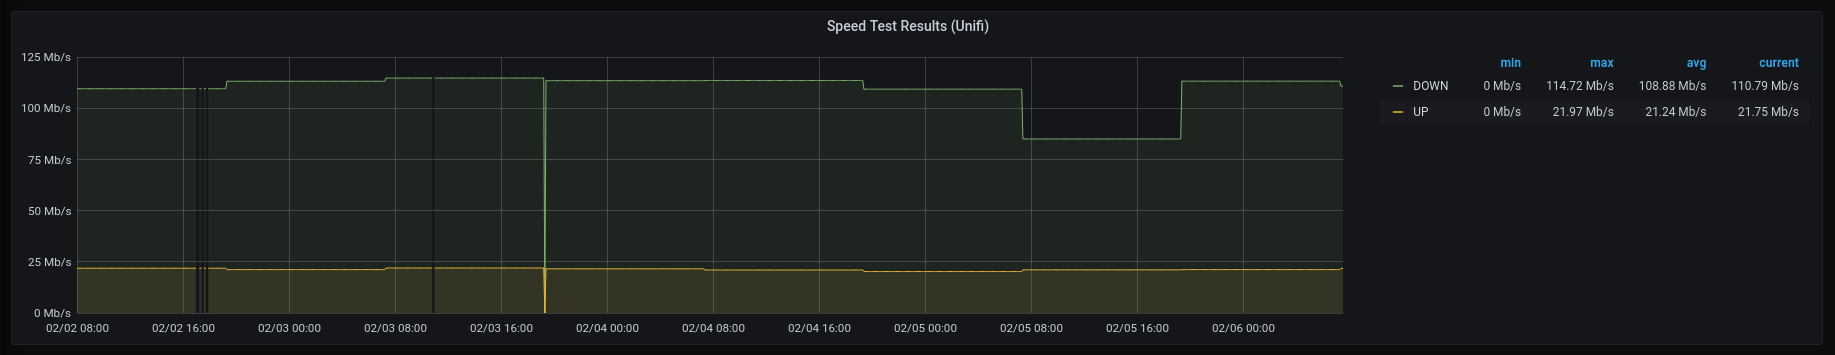 Speed Test Results (Unifi)
125 Mb/s
100 Mb/s
75 Mb/s
50 Mb/s
25 Mb/s
0 Mb/s
02/02 08:00 02/02 16:00 02/03 00:00 02/03 08:00 02/03 16:00 02/04 00:00 02/04 08:00 02/04 16:00 02/05 00:00 02/05 08:00 02/05 16:00 02/06 00:00
min max avg current
DOWN 0 Mb/s 114.72 Mb/s 108.88 Mb/s 110.79 Mb/s
UP 0 Mb/s 21.97 Mb/s 21.24 Mb/s 21.75 Mb/s